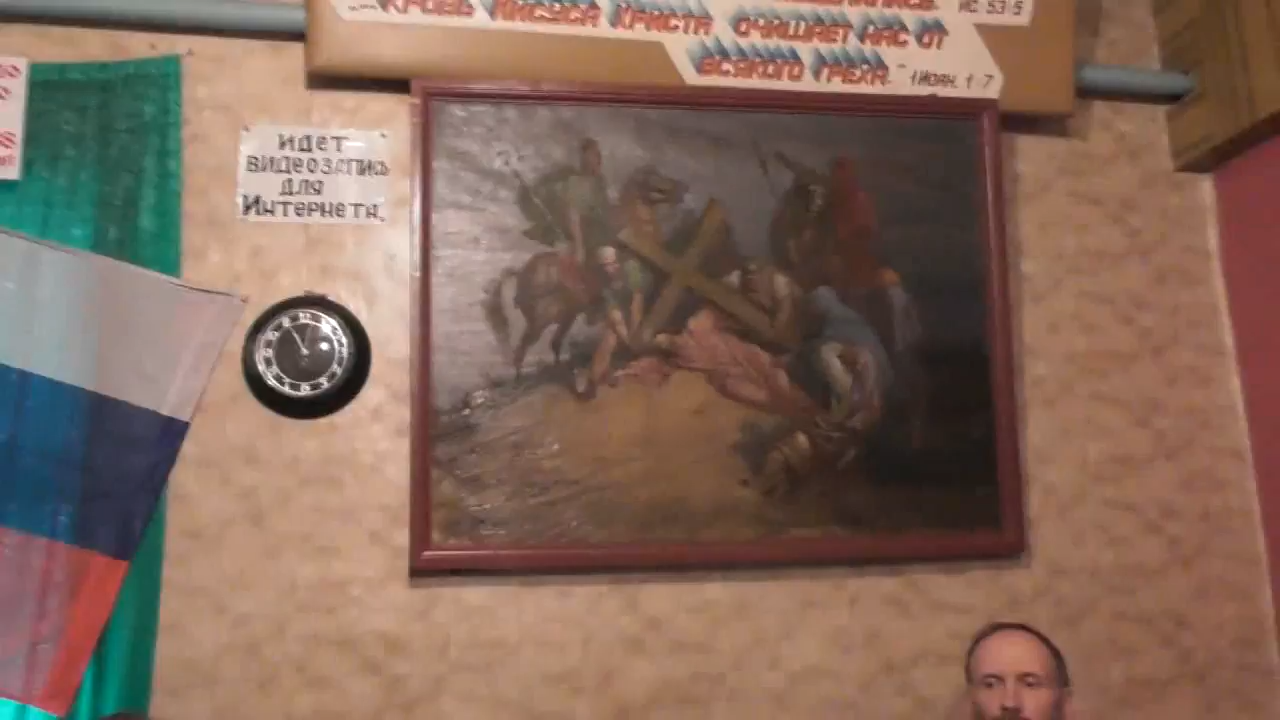 ИС 53-5
"... КРОВЬ ИИСУСА ХРИСТА ОЧИЩАЕТ НАС ОТ
ВСЯКОГО ГРЕХА." 1 ИОАН. 1-7
ИДЕТ
ВИДЕОЗАПИСЬ
ДЛЯ
ИНТЕРНЕТА.